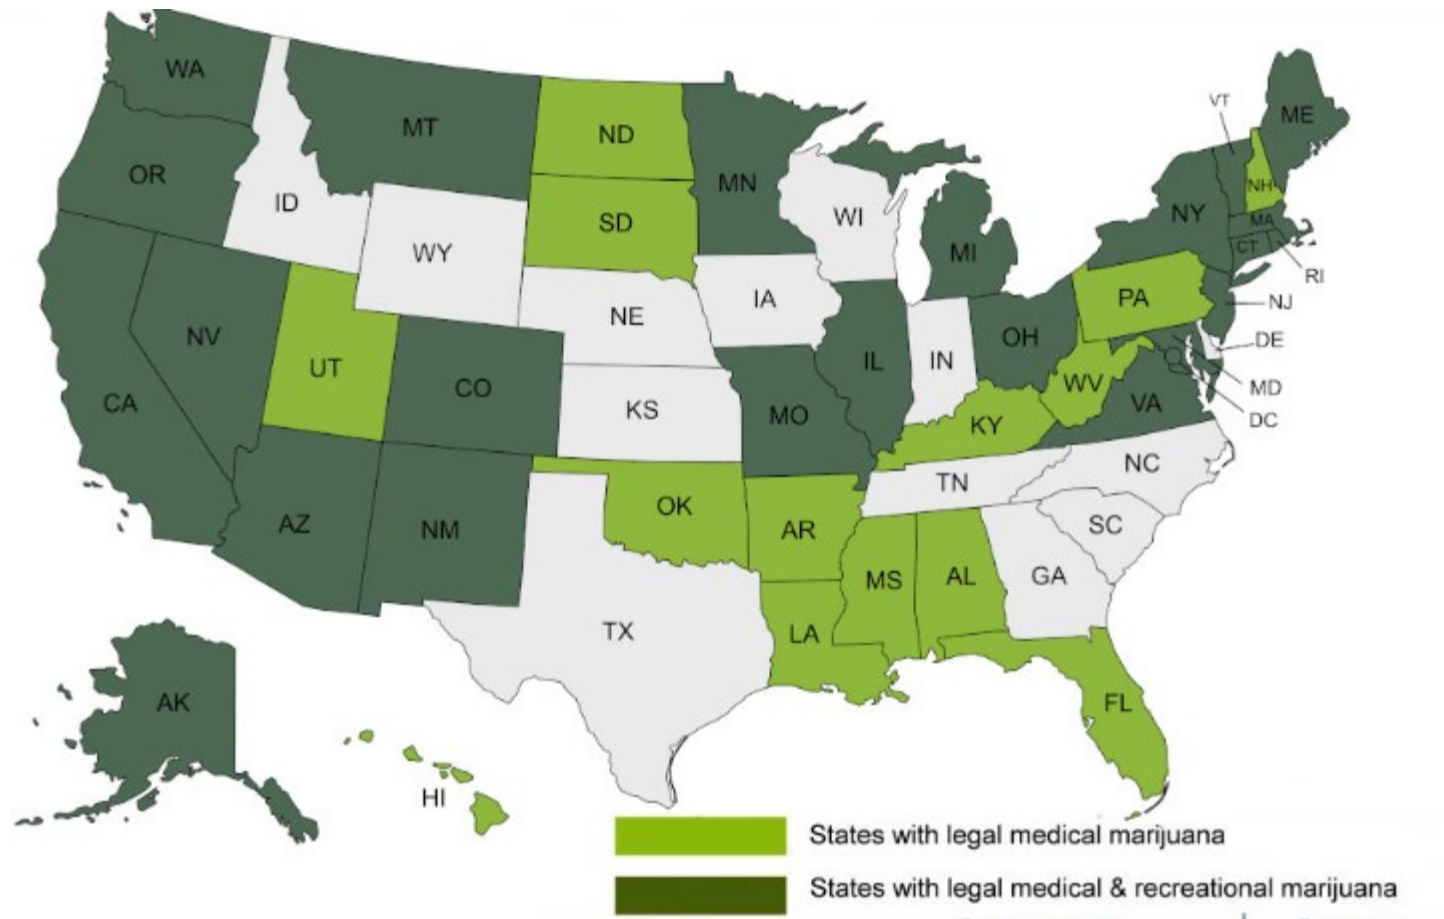 WA
MT
ND
MN
ME
VT
OR
ID
SD
WI
NY
NH
MA
CT
RI
WY
MI
IA
PA
NJ
NE
NV
UT
CO
IL
IN
OH
DE
WV
MD
CA
KS
MO
KY
VA
DC
AZ
NM
OK
AR
TN
NC
SC
MS
AL
GA
LA
TX
AK
FL
HI
States with legal medical marijuana
States with legal medical & recreational marijuana